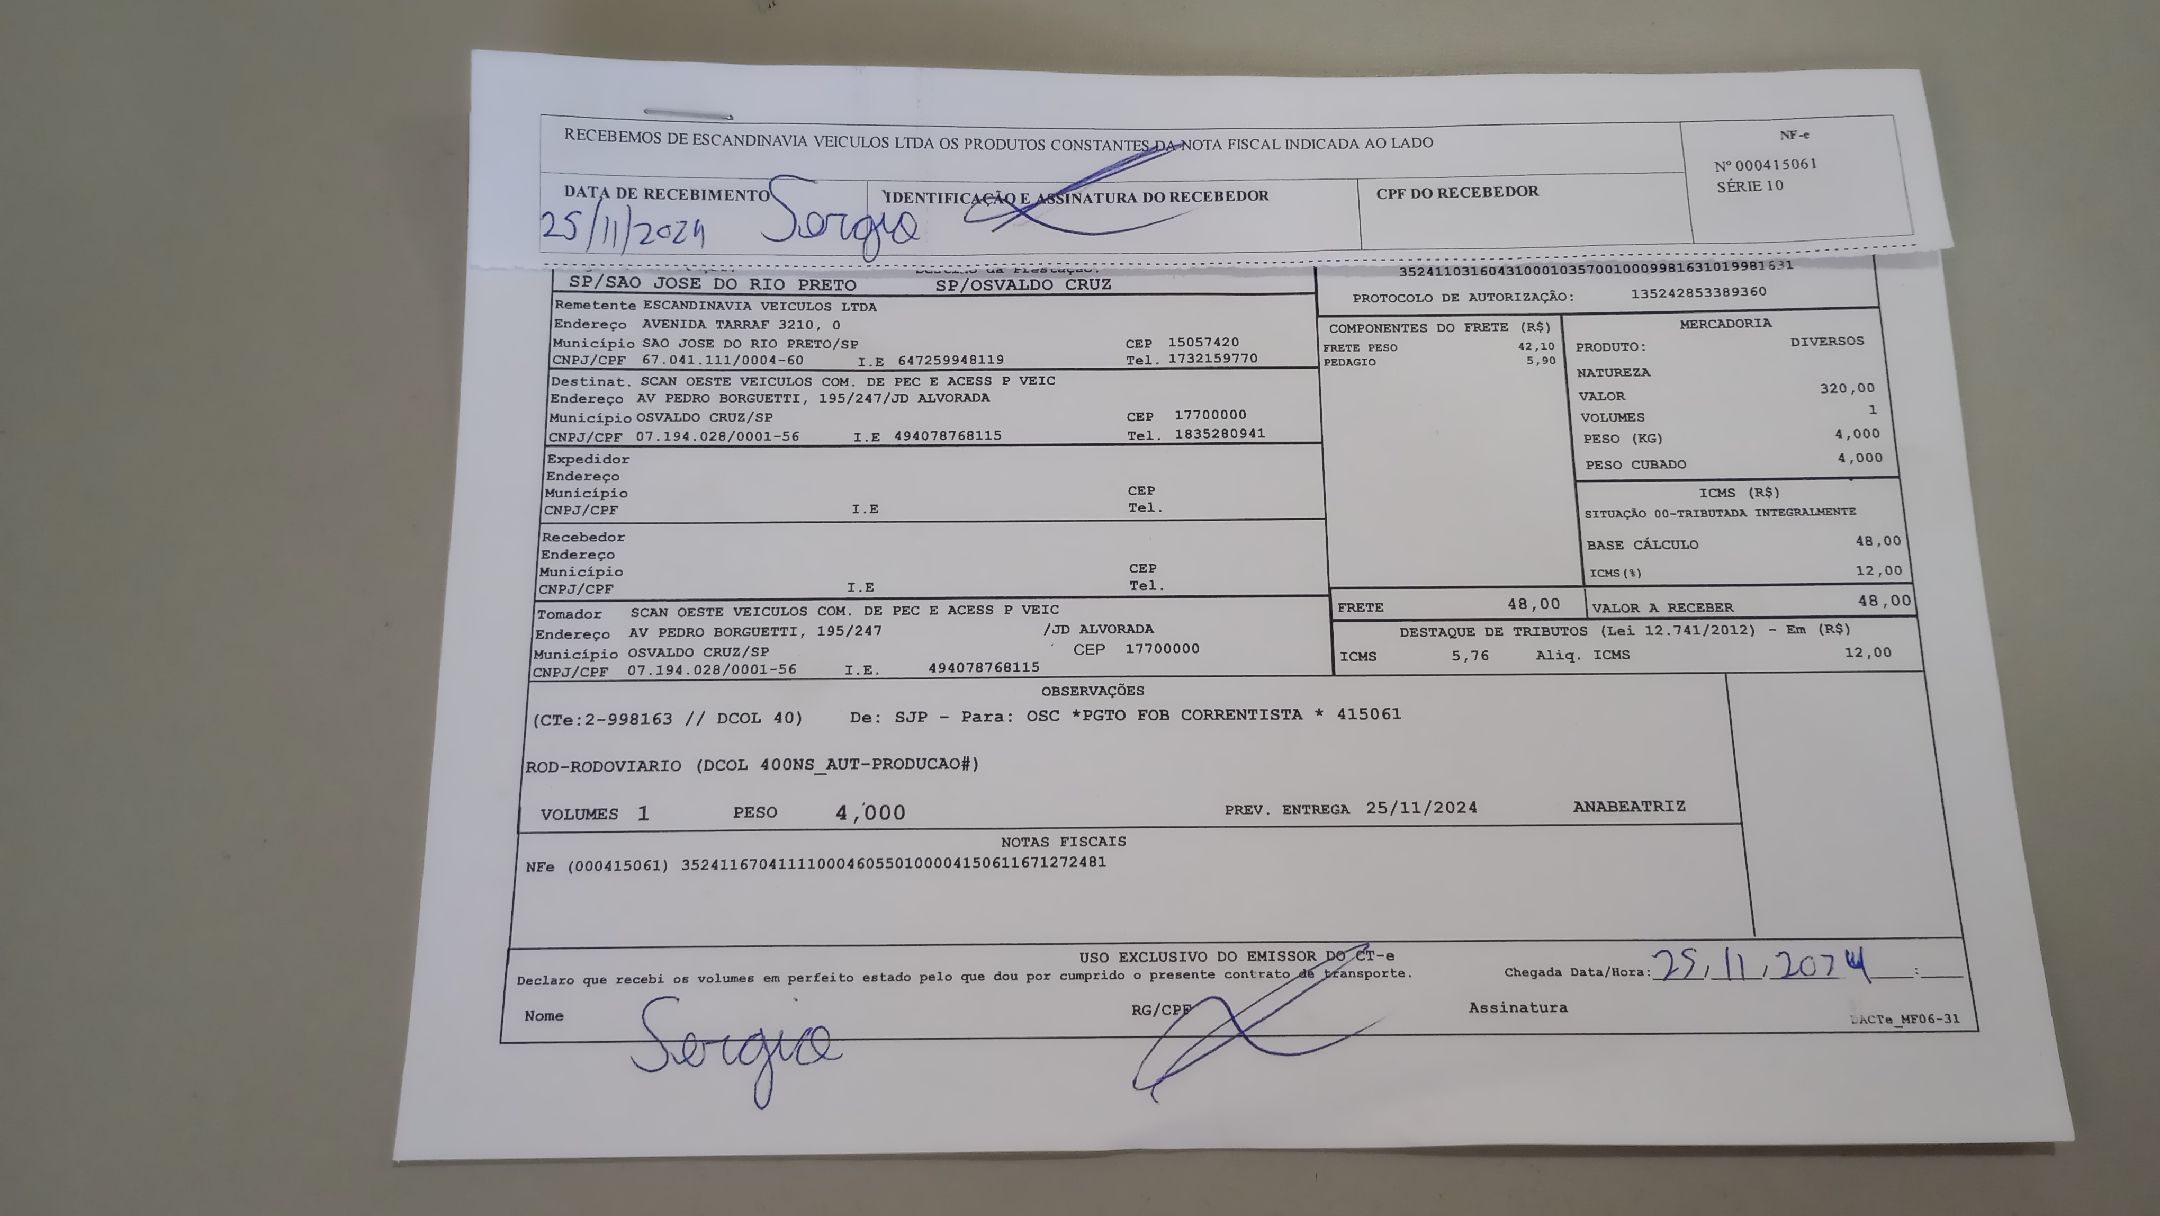 RECEBEMOS DE ESCANDINAVIA VEICULOS LTDA OS PRODUTOS CONSTANTES DA NOTA FISCAL INDICADA AO LADO
NF-e
Nº 000415061
SÉRIE 10
DATA DE RECEBIMENTO IDENTIFICAÇÃO E ASSINATURA DO RECEBEDOR CPF DO RECEBEDOR
25/11/2024 Sergio
SP/SAO JOSE DO RIO PRETO SP/OSVALDO CRUZ
Remetente ESCANDINAVIA VEICULOS LTDA
Endereço AVENIDA TARRAF 3210, 0
Município SAO JOSE DO RIO PRETO/SP CEP 15057420
CNPJ/CPF 67.041.111/0004-60 I.E 647259948119 Tel. 1732159770
Destinat. SCAN OESTE VEICULOS COM. DE PEC E ACESS P VEIC
Endereço AV PEDRO BORGUETTI, 195/247/JD ALVORADA
Município OSVALDO CRUZ/SP CEP 17700000
CNPJ/CPF 07.194.028/0001-56 I.E 494078768115 Tel. 1835280941
Expedidor
Endereço
Município CEP
CNPJ/CPF I.E Tel.
Recebedor
Endereço
Município CEP
CNPJ/CPF I.E Tel.
Tomador SCAN OESTE VEICULOS COM. DE PEC E ACESS P VEIC
Endereço AV PEDRO BORGUETTI, 195/247 /JD ALVORADA
Município OSVALDO CRUZ/SP CEP 17700000
CNPJ/CPF 07.194.028/0001-56 I.E. 494078768115
35241103160431000103570010009981631019981631
PROTOCOLO DE AUTORIZAÇÃO: 135242853389360
COMPONENTES DO FRETE (R$)
FRETE PESO 42,10
PEDAGIO 5,90
MERCADORIA
PRODUTO: DIVERSOS
NATUREZA
VALOR 320,00
VOLUMES 1
PESO (KG) 4,000
PESO CUBADO 4,000
ICMS (R$)
SITUAÇÃO 00-TRIBUTADA INTEGRALMENTE
BASE CÁLCULO 48,00
ICMS(%) 12,00
FRETE 48,00 VALOR A RECEBER 48,00
DESTAQUE DE TRIBUTOS (Lei 12.741/2012) - Em (R$)
ICMS 5,76 Aliq. ICMS 12,00
OBSERVAÇÕES
(CTe:2-998163 // DCOL 40) De: SJP - Para: OSC *PGTO FOB CORRENTISTA * 415061
ROD-RODOVIARIO (DCOL 400NS_AUT-PRODUCAO#)
VOLUMES 1 PESO 4,000 PREV. ENTREGA 25/11/2024 ANABEATRIZ
NOTAS FISCAIS
NFe (000415061) 35241167041111000460550100004150611671272481
USO EXCLUSIVO DO EMISSOR DO CT-e
Declaro que recebi os volumes em perfeito estado pelo que dou por cumprido o presente contrato de transporte. Chegada Data/Hora: 25/11/2024 :
Nome Sergio RG/CPF Assinatura
DACTe_MF06-31